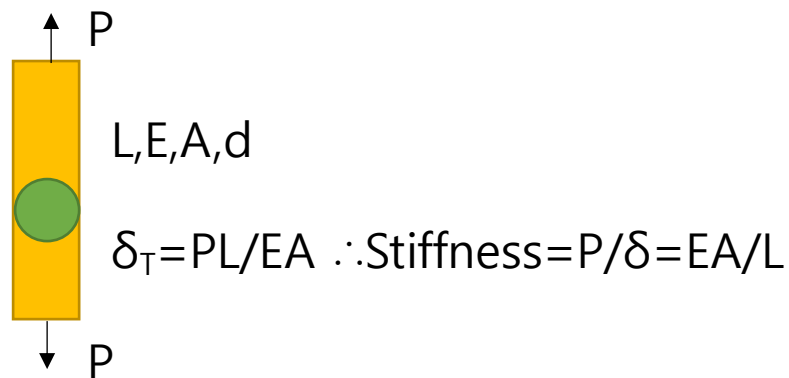 P
L,E,A,d
δT=PL/EA ∴Stiffness=P/δ=EA/L
P